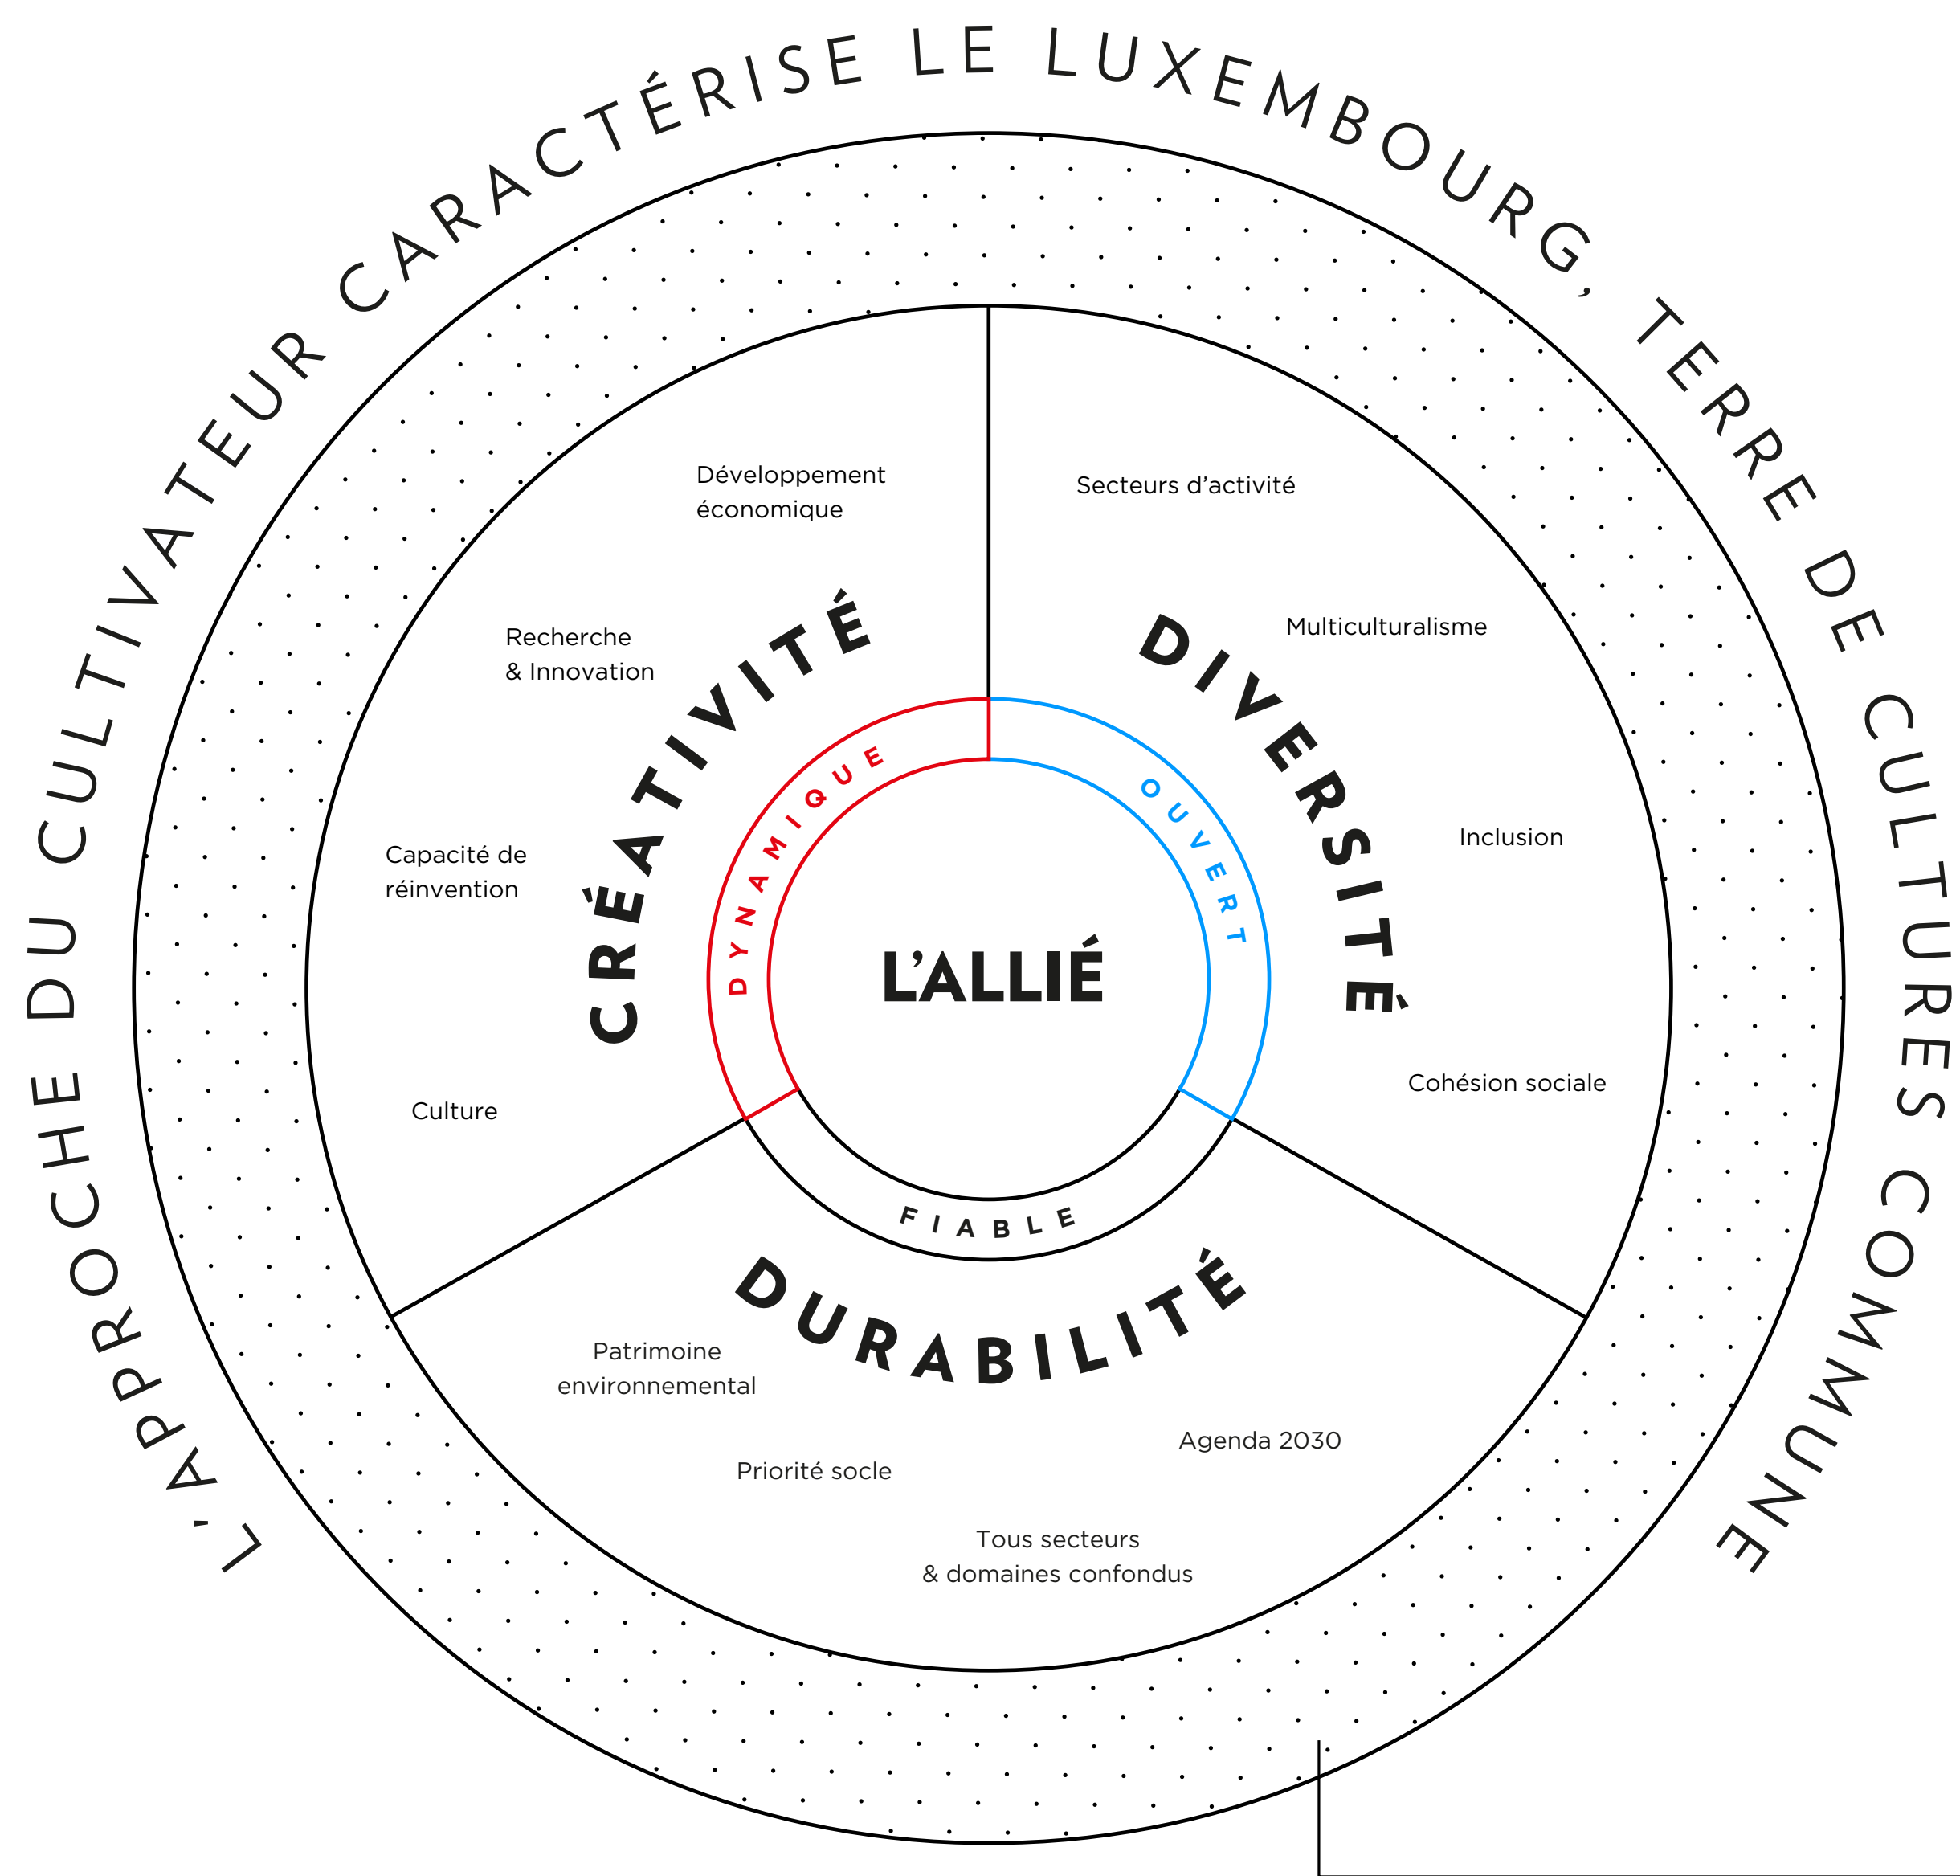 L'APPROCHE DU CULTIVATEUR CARACTÉRISE LE LUXEMBOURG, TERRE DE CULTURES COMMUNE
Développement
économique
Recherche
& Innovation
Capacité de
réinvention
Culture
CRÉATIVITÉ
DYNAMIQUE
Secteurs d’activité
Multiculturalisme
Inclusion
Cohésion sociale
DIVERSITÉ
OUVERT
L’ALLIÉ
FIABLE
DURABILITÉ
Patrimoine
environnemental
Priorité socle
Agenda 2030
Tous secteurs
& domaines confondus